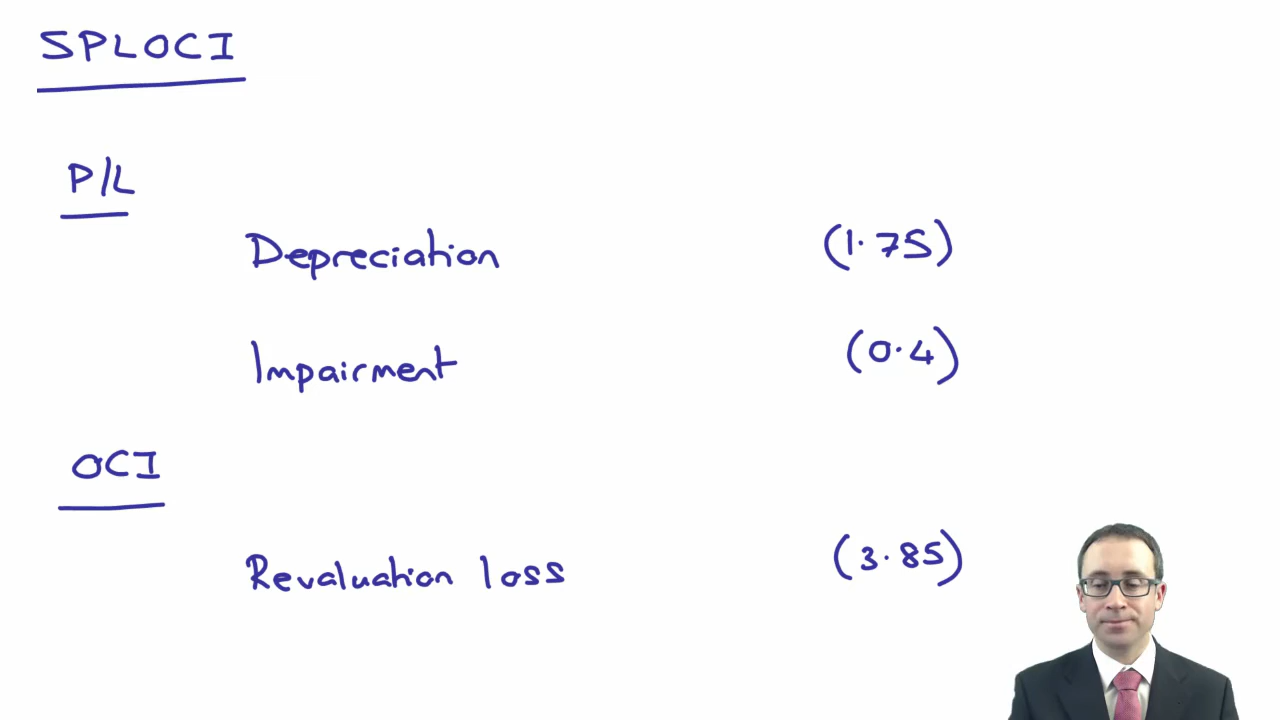 SPLOCI
P/L
Depreciation (1.75)
Impairment (0.4)
OCI
Revaluation loss (3.85)